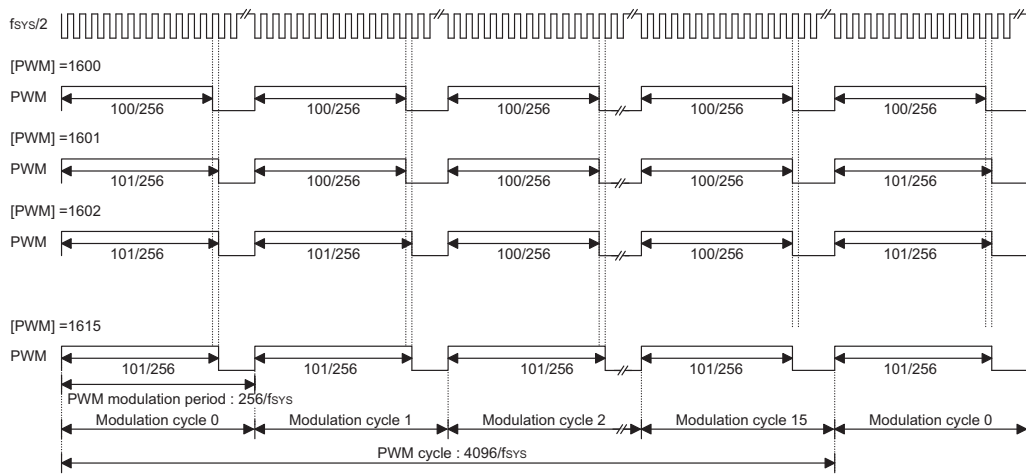 fSYS/2
[PWM] =1600
PWM
100/256 100/256 100/256 100/256 100/256
[PWM] =1601
PWM
101/256 100/256 100/256 100/256 101/256
[PWM] =1602
PWM
101/256 101/256 100/256 100/256 101/256
[PWM] =1615
PWM
101/256 101/256 101/256 101/256 101/256
PWM modulation period : 256/fSYS
Modulation cycle 0 Modulation cycle 1 Modulation cycle 2 Modulation cycle 15 Modulation cycle 0
PWM cycle : 4096/fSYS